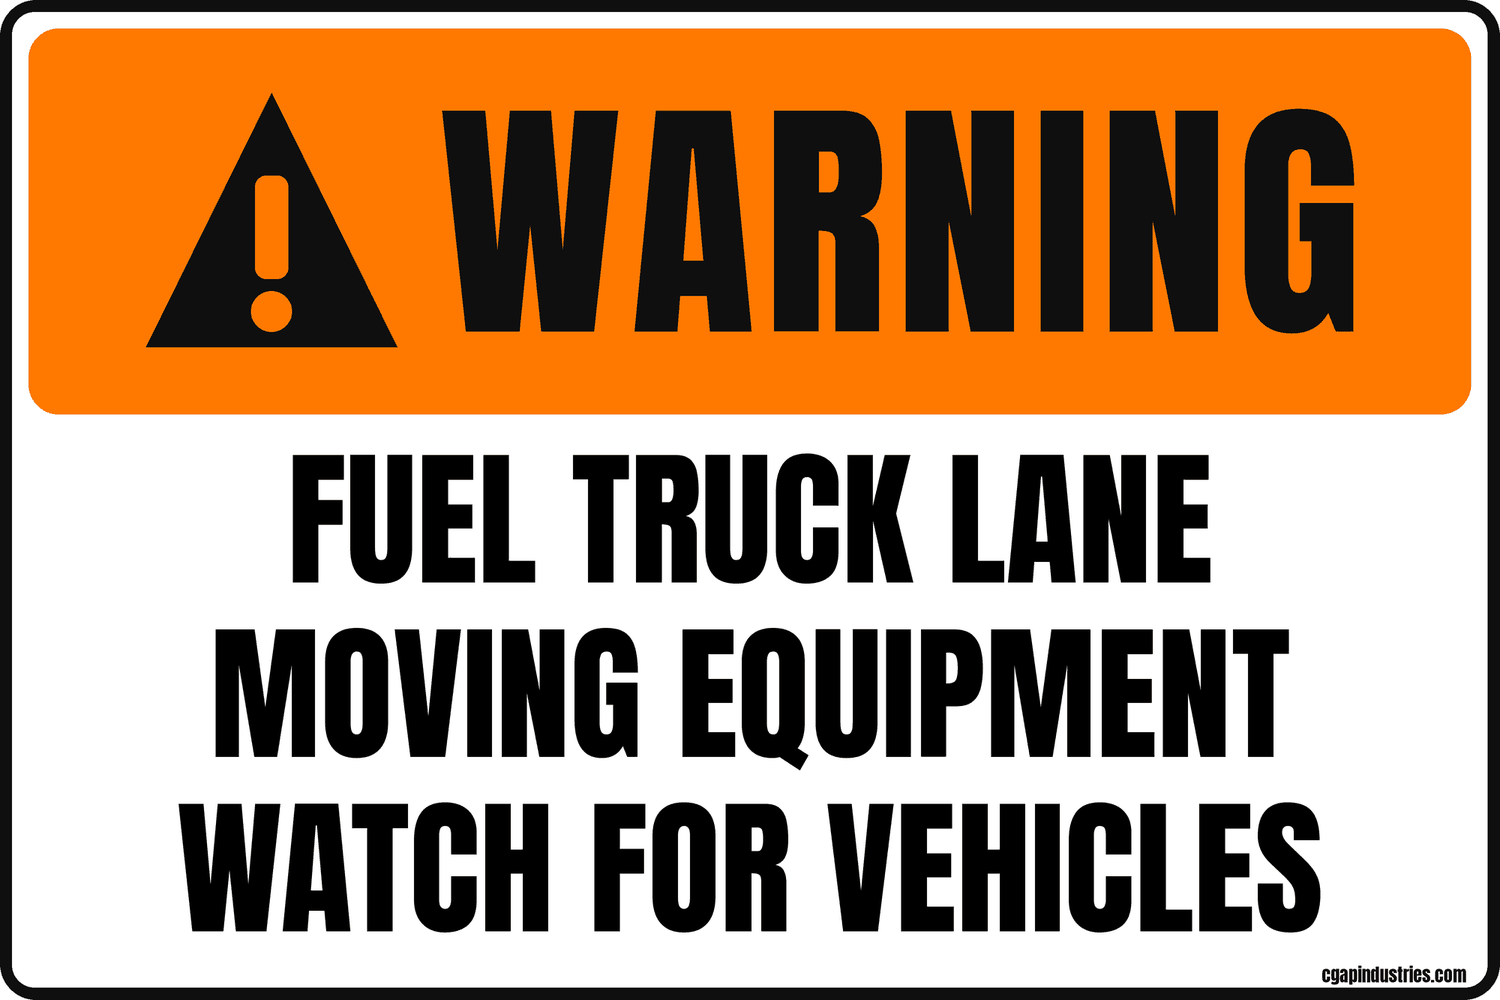 WARNING
FUEL TRUCK LANE
MOVING EQUIPMENT
WATCH FOR VEHICLES
cgapindustries.com